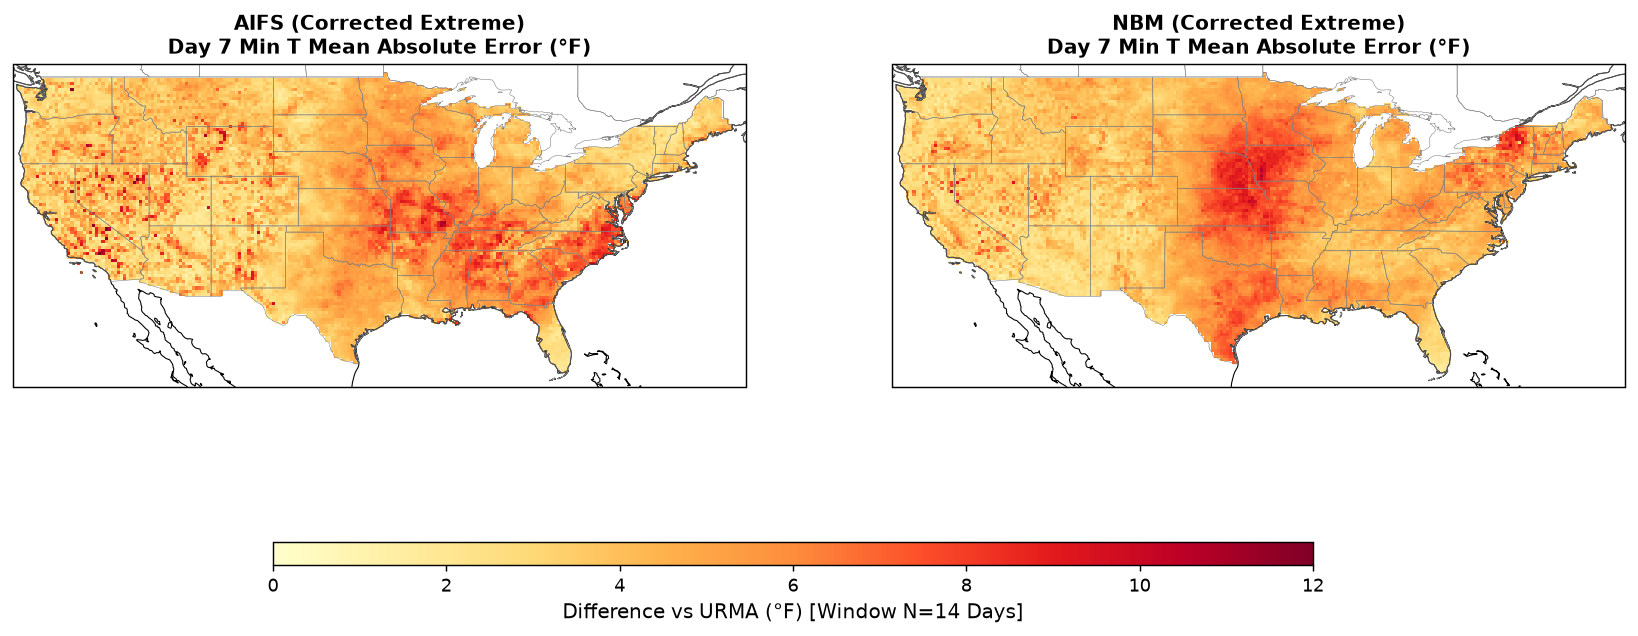 AIFS (Corrected Extreme)
Day 7 Min T Mean Absolute Error (°F)
NBM (Corrected Extreme)
Day 7 Min T Mean Absolute Error (°F)
0 2 4 6 8 10 12
Difference vs URMA (°F) [Window N=14 Days]